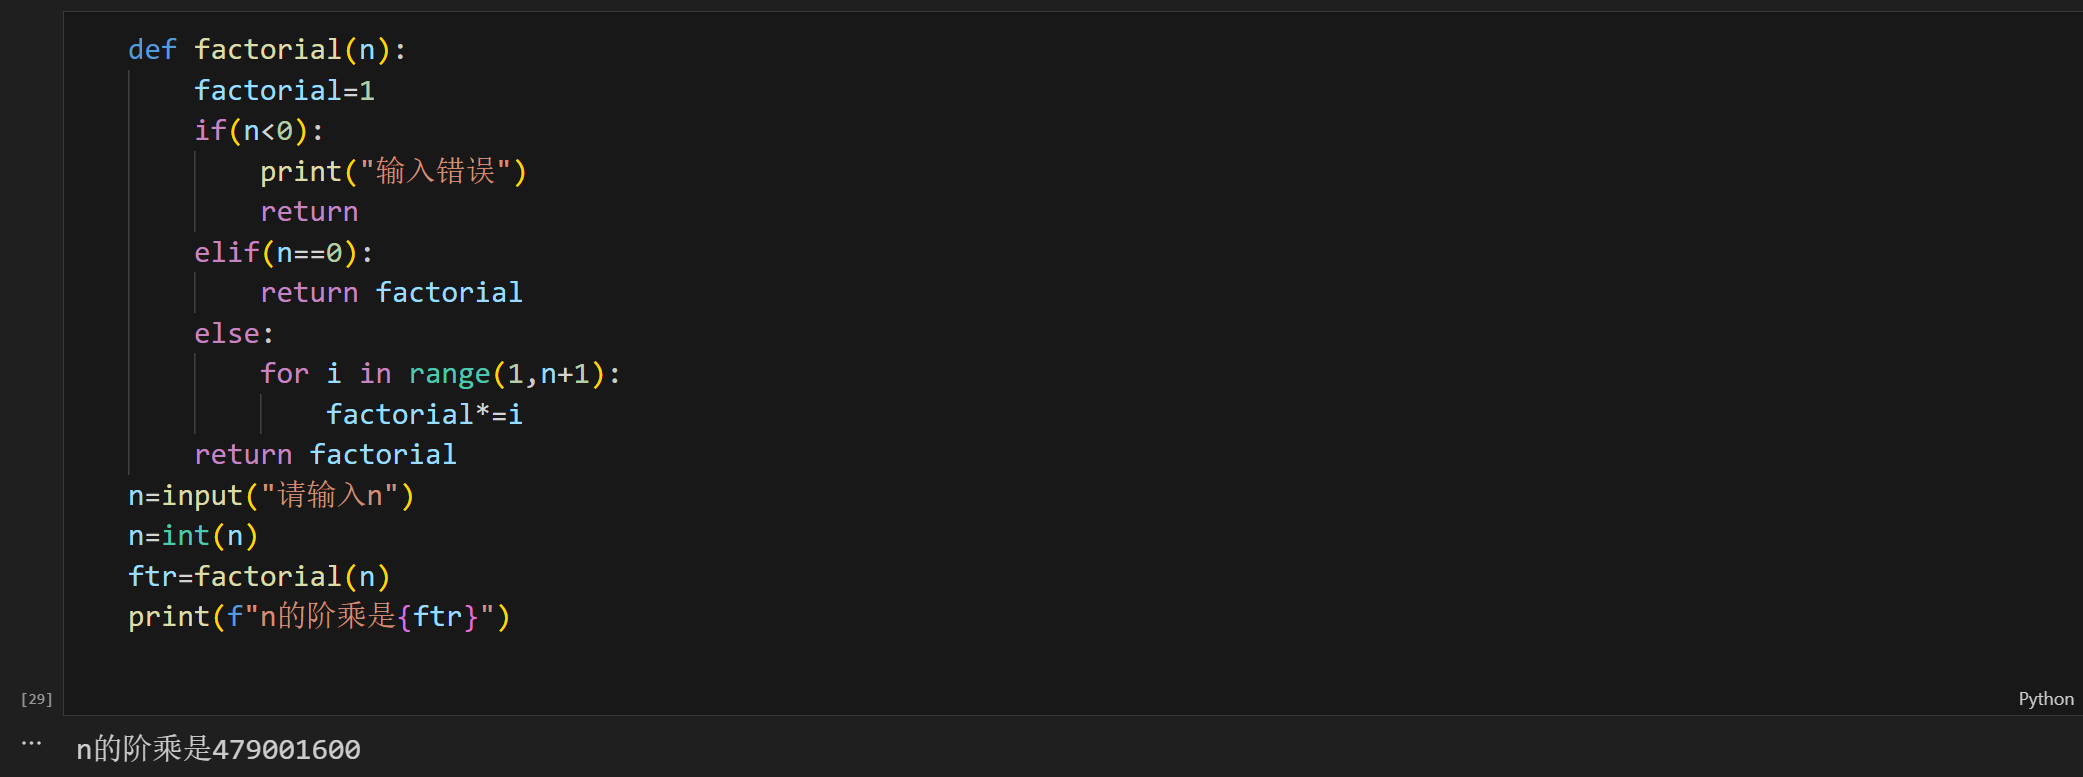 def factorial(n):
    factorial=1
    if(n<0):
        print("输入错误")
        return
    elif(n==0):
        return factorial
    else:
        for i in range(1,n+1):
            factorial*=i
    return factorial
n=input("请输入n")
n=int(n)
ftr=factorial(n)
print(f"n的阶乘是{ftr}")
[29]
Python
...
n的阶乘是479001600